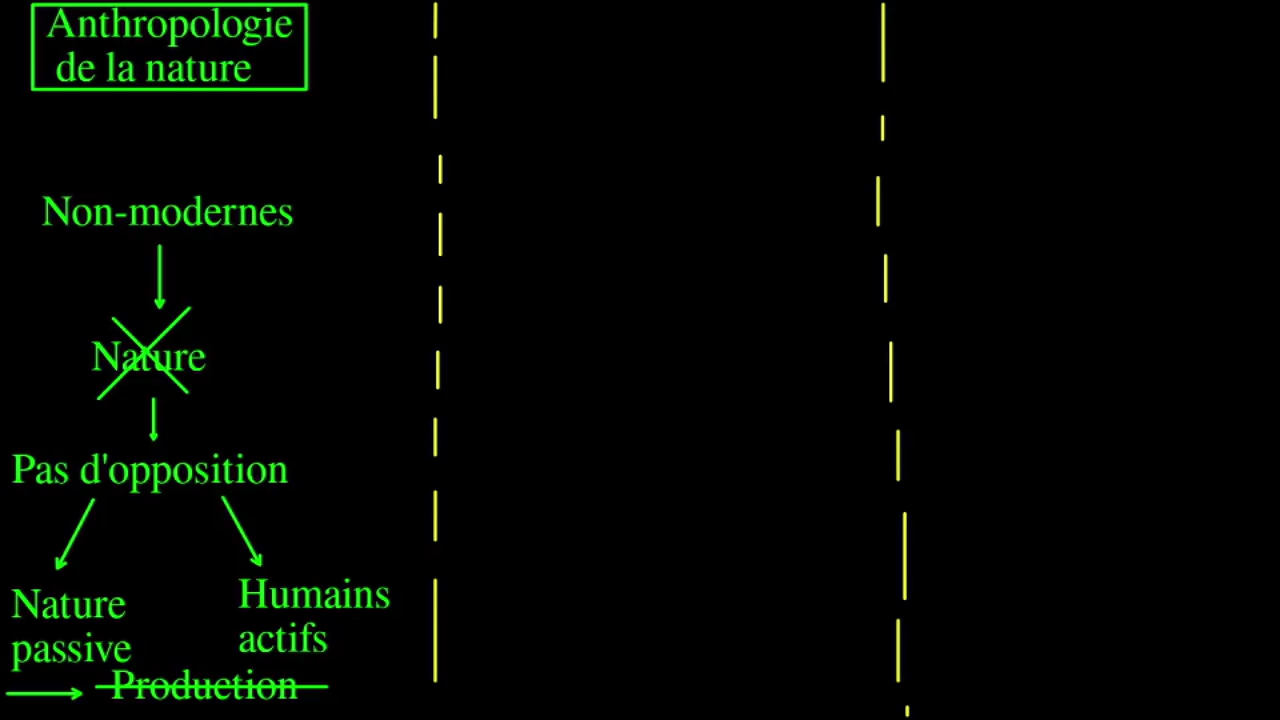 Anthropologie
de la nature
Non-modernes
Nature
Pas d'opposition
Nature
passive
Humains
actifs
Production